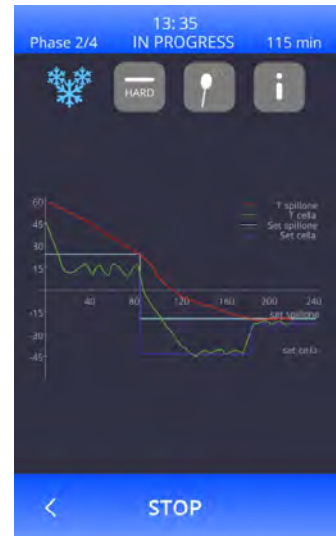 13:35
Phase 2/4 IN PROGRESS 115 min
HARD
i
60
45
30
15
-15
-30
-45
40 80 120 160 200 240
T spillone
T cella
Set spillone
Set cella
set spillone
set cella
STOP